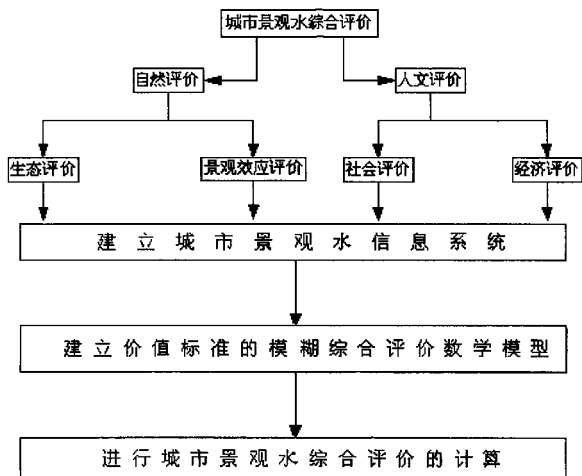 城市景观水综合评价
自然评价
人文评价
生态评价
景观效应评价
社会评价
经济评价
建立城市景观水信息系统
建立价值标准的模糊综合评价数学模型
进行城市景观水综合评价的计算